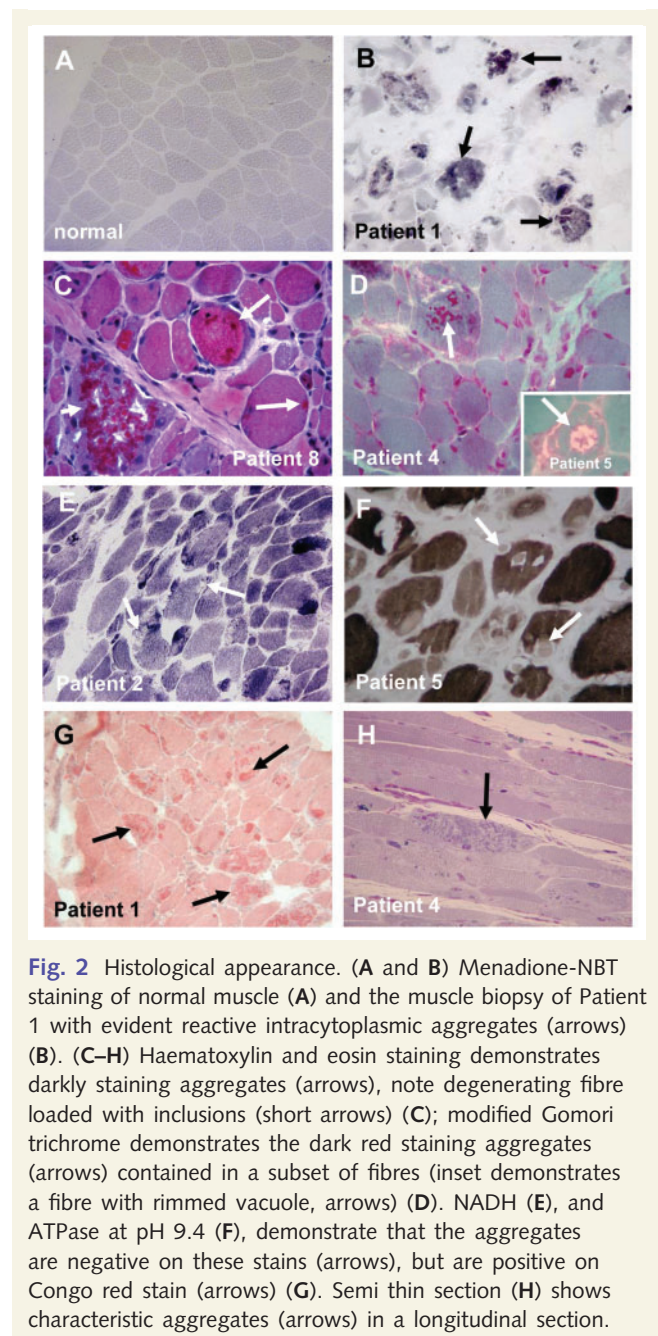 A
B
normal
Patient 1
C
D
Patient 8
Patient 4
Patient 5
E
F
Patient 2
Patient 5
G
H
Patient 1
Patient 4
Fig. 2 Histological appearance. (A and B) Menadione-NBT
staining of normal muscle (A) and the muscle biopsy of Patient
1 with evident reactive intracytoplasmic aggregates (arrows)
(B). (C–H) Haematoxylin and eosin staining demonstrates
darkly staining aggregates (arrows), note degenerating fibre
loaded with inclusions (short arrows) (C); modified Gomori
trichrome demonstrates the dark red staining aggregates
(arrows) contained in a subset of fibres (inset demonstrates
a fibre with rimmed vacuole, arrows) (D). NADH (E), and
ATPase at pH 9.4 (F), demonstrate that the aggregates
are negative on these stains (arrows), but are positive on
Congo red stain (arrows) (G). Semi thin section (H) shows
characteristic aggregates (arrows) in a longitudinal section.